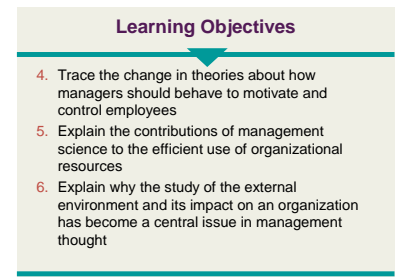 Learning Objectives
4. Trace the change in theories about how
managers should behave to motivate and
control employees
5. Explain the contributions of management
science to the efficient use of organizational
resources
6. Explain why the study of the external
environment and its impact on an organization
has become a central issue in management
thought